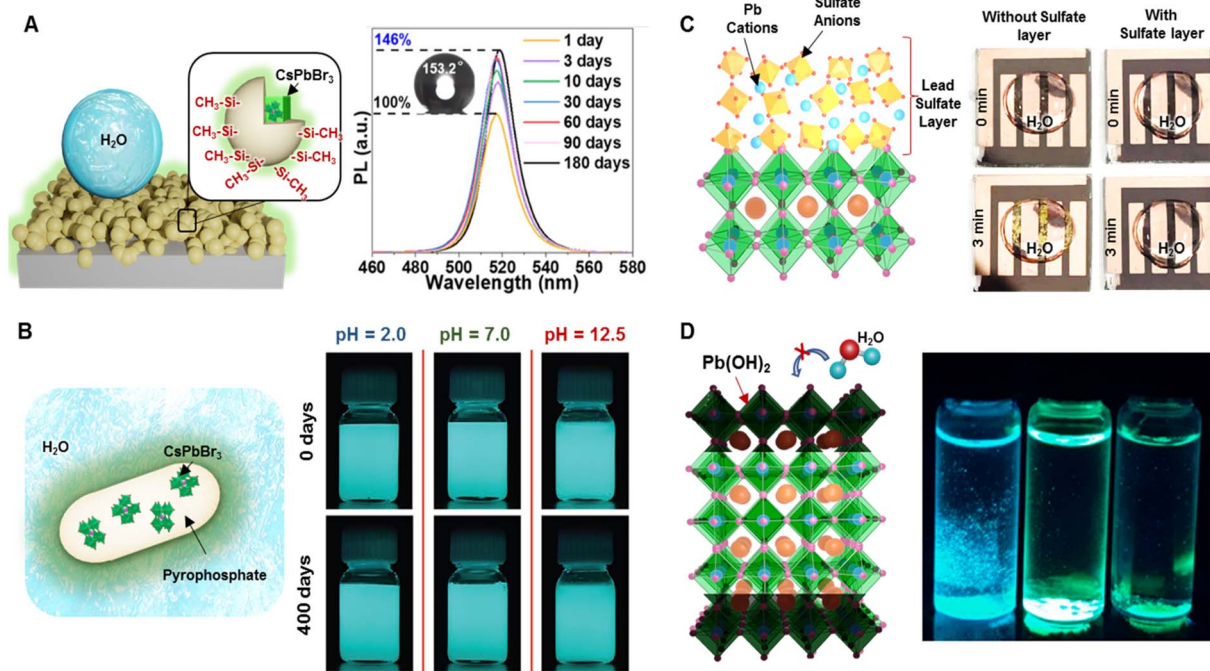 A
H₂O
CsPbBr₃
CH₃-Si-
CH₃-Si-
CH₃-Si-
CH₃-Si-
CH₃-Si-
-Si-CH₃
-Si-CH₃
-Si-CH₃
146%
100%
153.2°
1 day
3 days
10 days
30 days
60 days
90 days
180 days
PL (a.u.)
460 480 500 520 540 560 580
Wavelength (nm)
B
H₂O
CsPbBr₃
Pyrophosphate
pH = 2.0
pH = 7.0
pH = 12.5
0 days
400 days
C
Pb
Cations
Sulfate
Anions
Lead
Sulfate
Layer
Without Sulfate
layer
With
Sulfate layer
0 min
H₂O
0 min
H₂O
3 min
H₂O
3 min
H₂O
D
Pb(OH)₂
H₂O